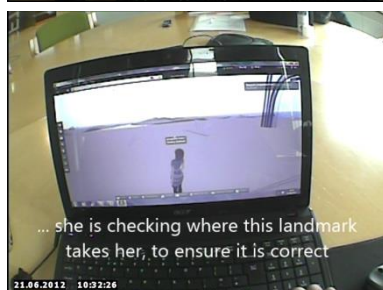 ... she is checking where this landmark
takes her, to ensure it is correct
acer
21.06.2012 10:32:26